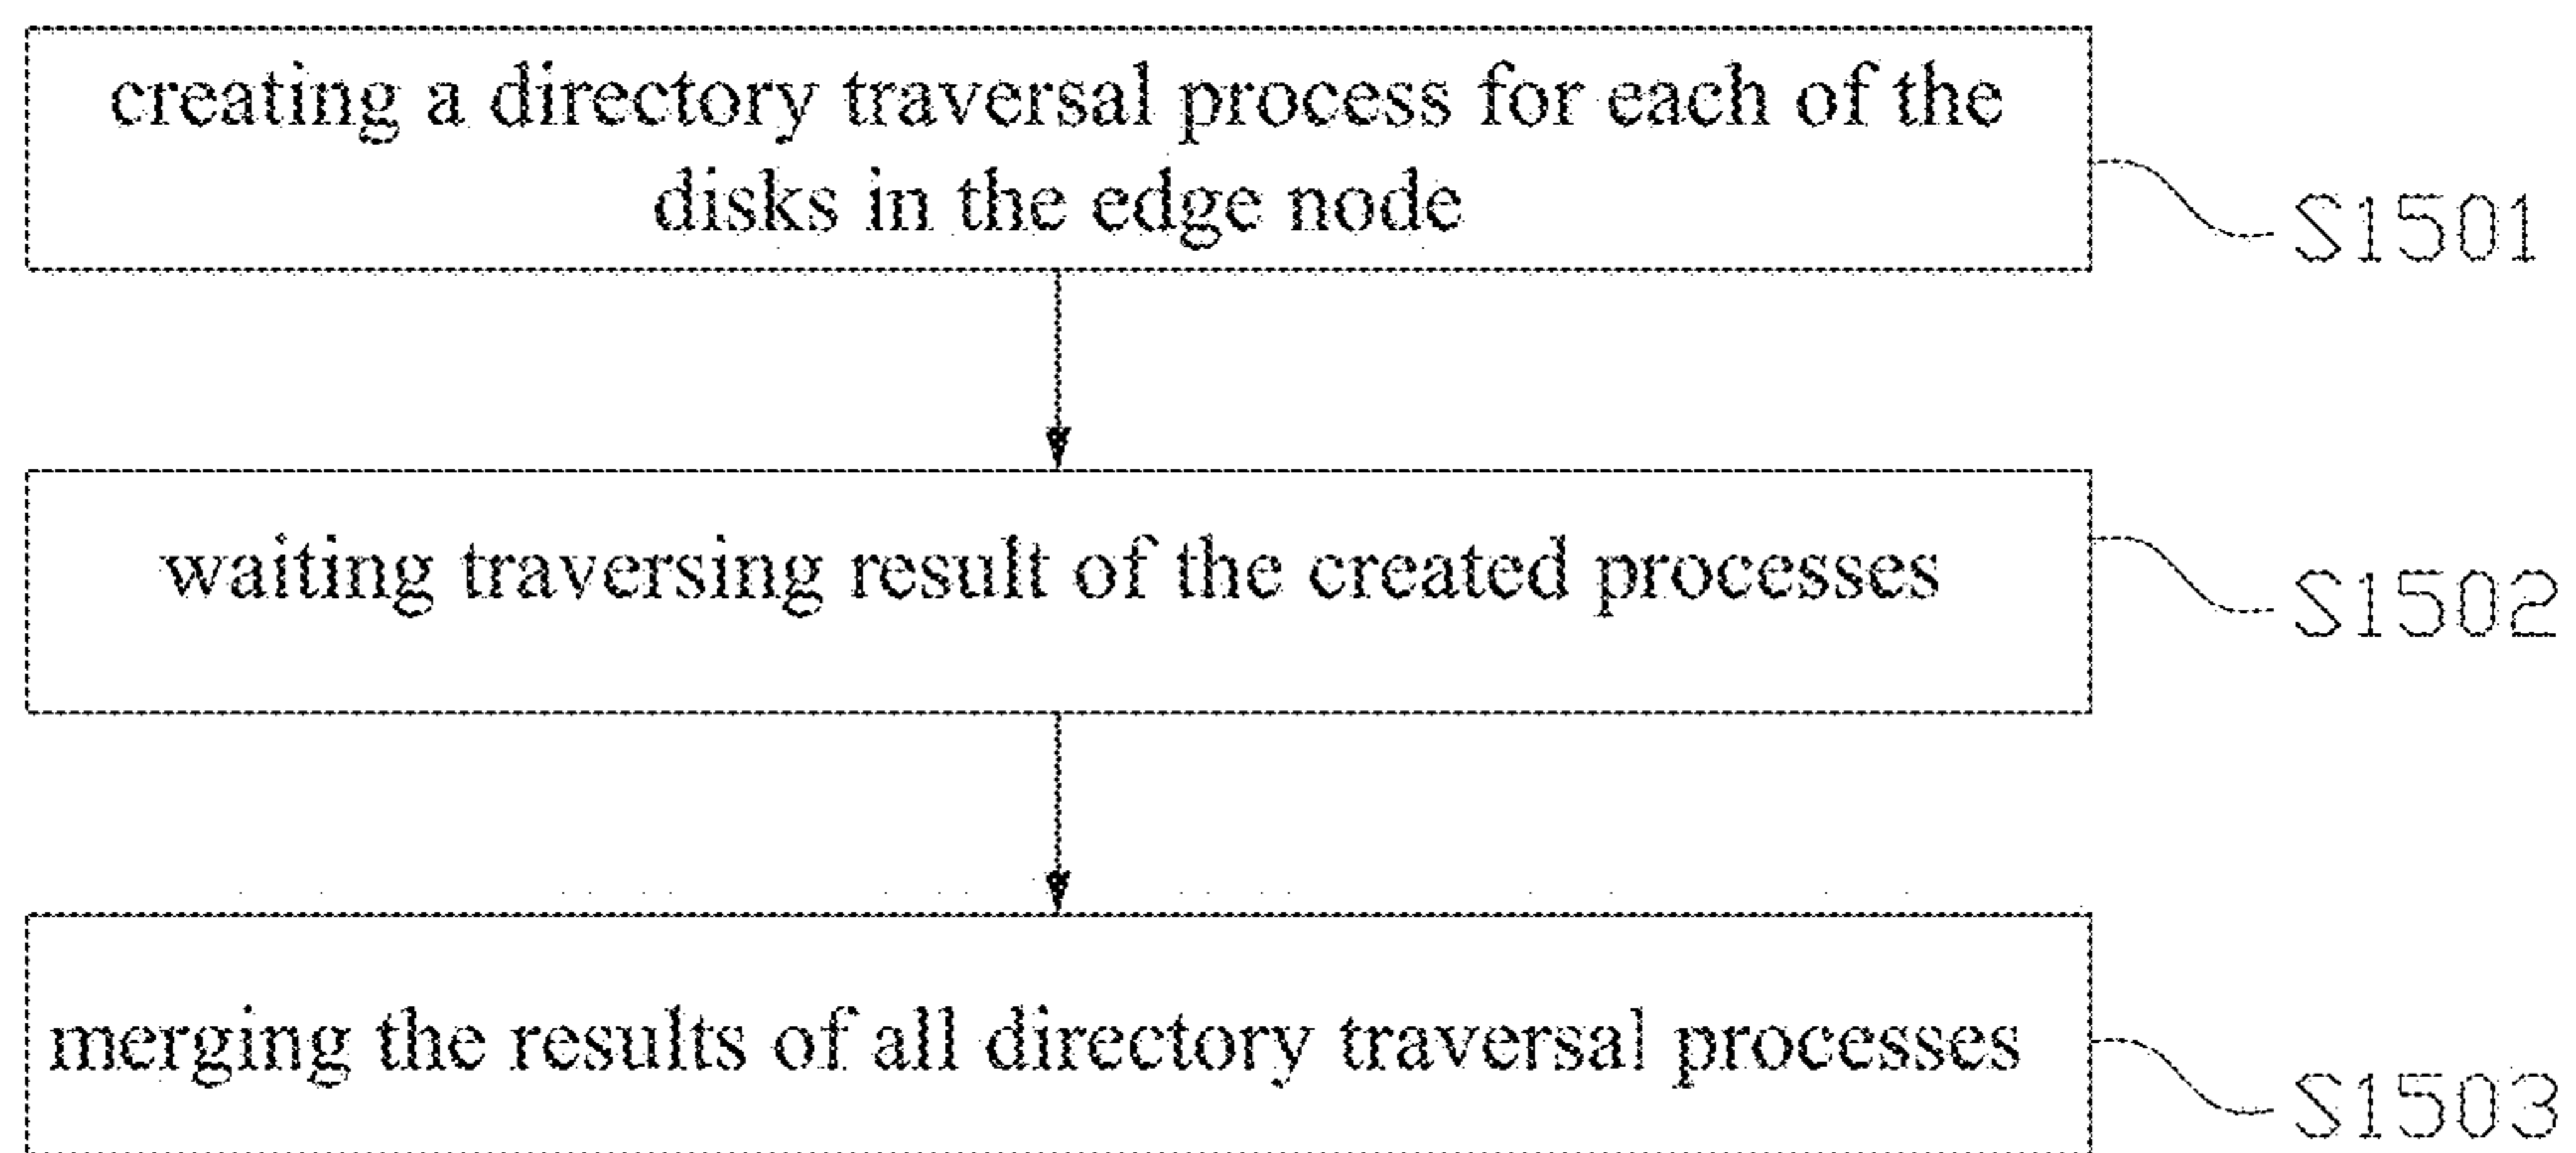 creating a directory traversal process for each of the
disks in the edge node
S1501
waiting traversing result of the created processes
S1502
merging the results of all directory traversal processes
S1503